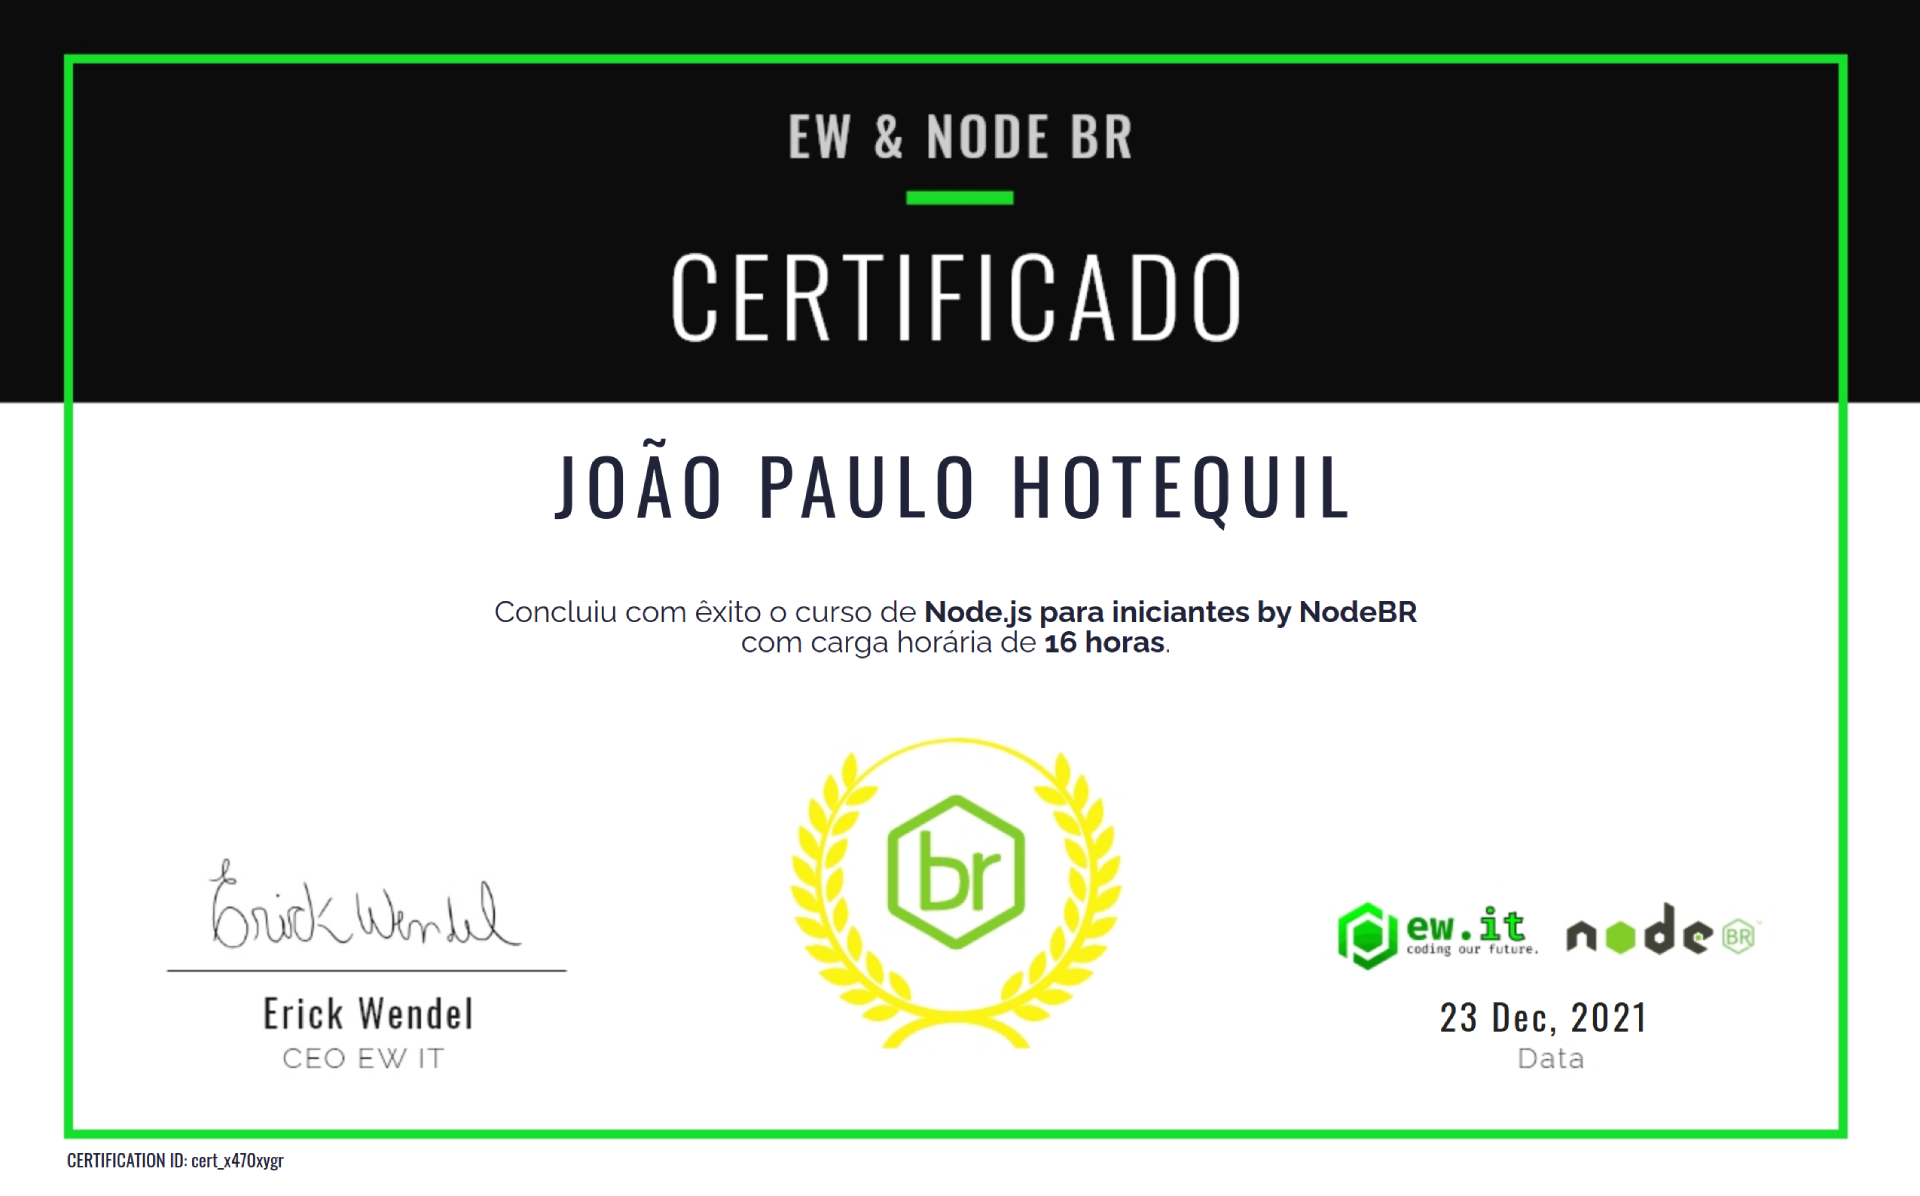 EW & NODE BR
CERTIFICADO
JOÃO PAULO HOTEQUIL
Concluiu com êxito o curso de Node.js para iniciantes by NodeBR
com carga horária de 16 horas.
br
Erick Wendel
Erick Wendel
CEO EW IT
ew.it
coding our future.
node BR
23 Dec, 2021
Data
CERTIFICATION ID: cert_x470xygr